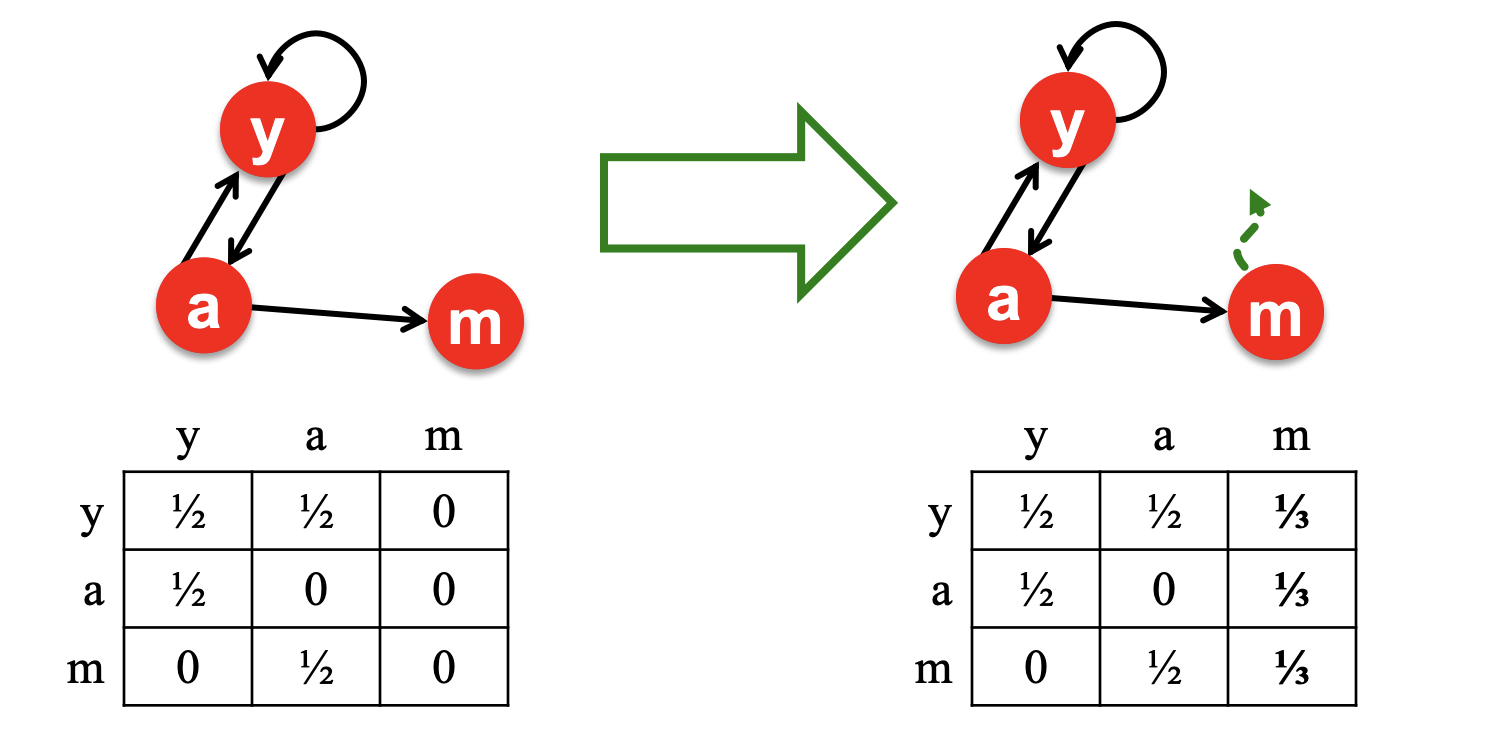 y
y
a
m
a
m
y a m
y ½ ½ 0
a ½ 0 0
m 0 ½ 0
y a m
y ½ ½ ⅓
a ½ 0 ⅓
m 0 ½ ⅓